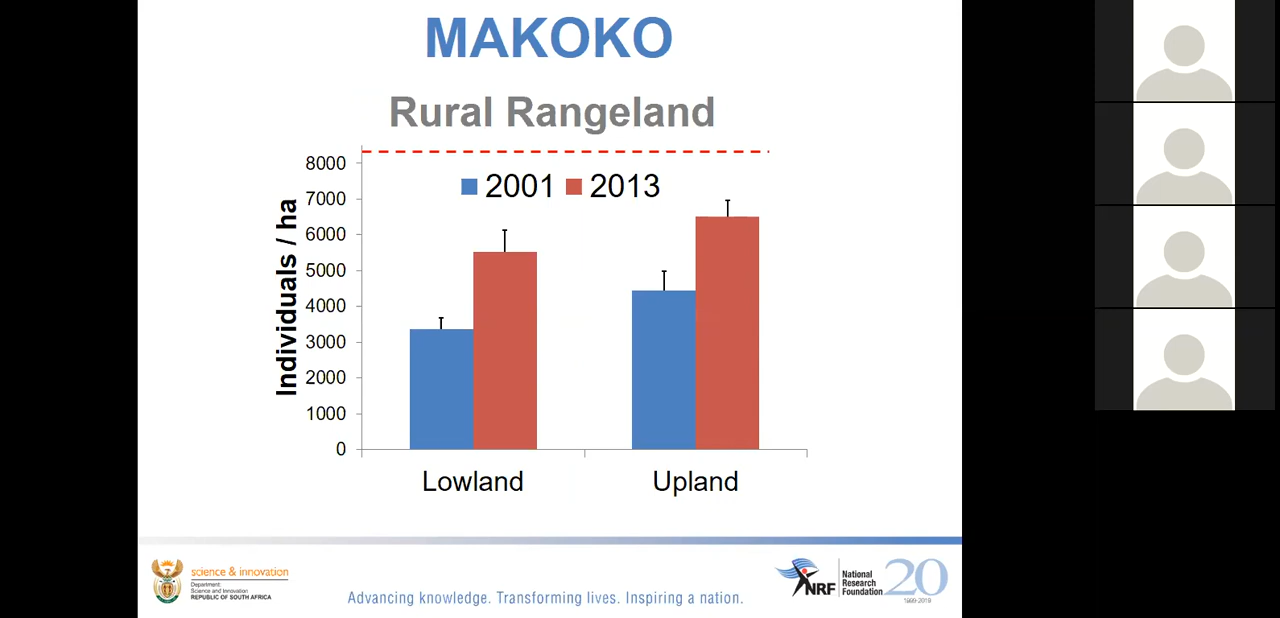 MAKOKO
Rural Rangeland
2001 2013
Individuals / ha
8000
7000
6000
5000
4000
3000
2000
1000
0
Lowland Upland
science & innovation
Department:
Science and Innovation
REPUBLIC OF SOUTH AFRICA
Advancing knowledge. Transforming lives. Inspiring a nation.
NRF
National
Research
Foundation
20
1999-2019